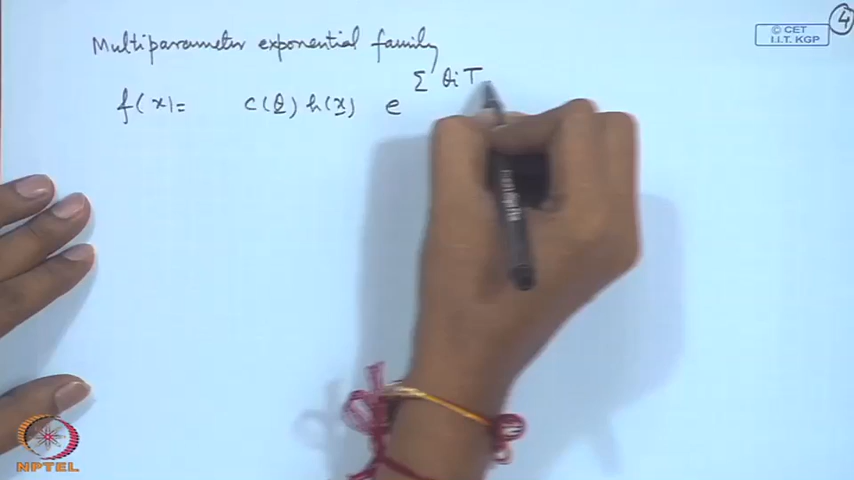 Multiparameter exponential family
f(x) = c(θ) h(x) e^{Σ θi T
© CET
I.I.T. KGP
4
NPTEL